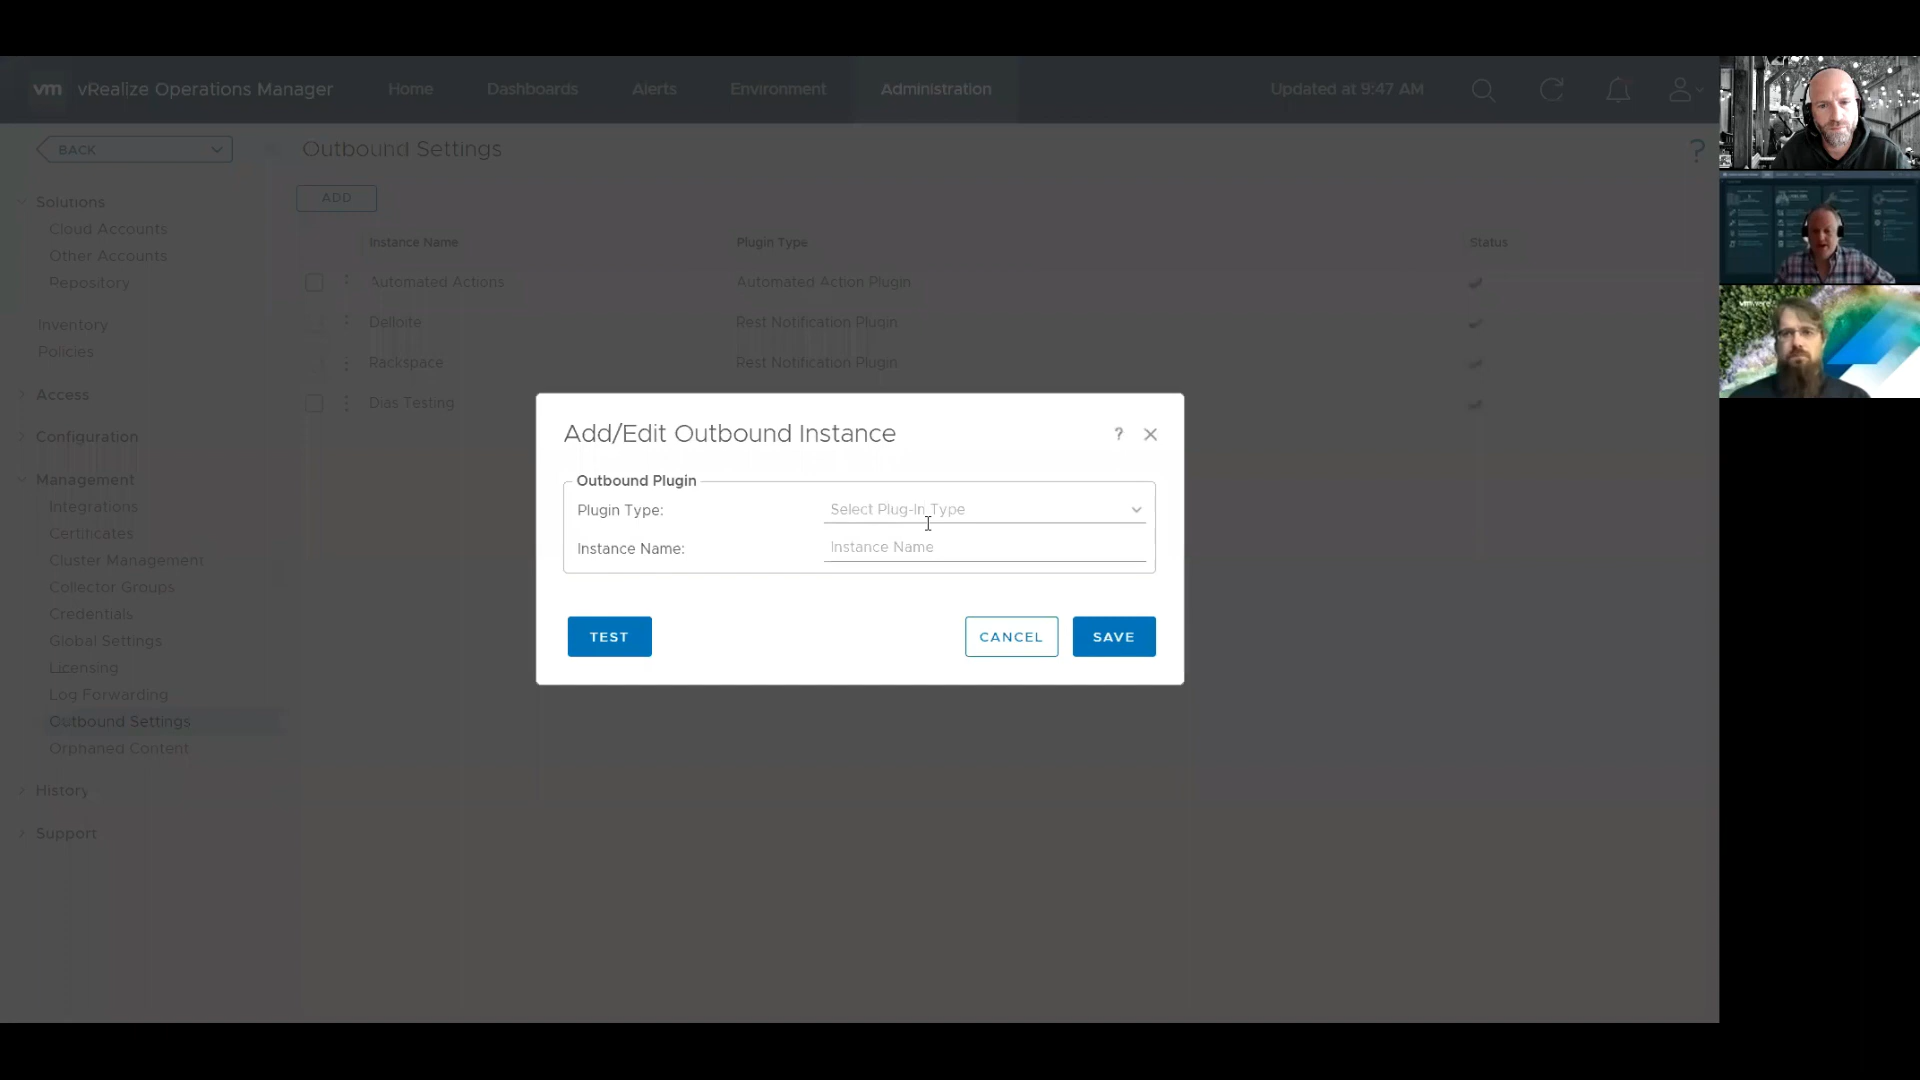 vm vRealize Operations Manager Home Dashboards Alerts Environment Administration Updated at 9:47 AM
BACK
Outbound Settings
?
ADD
Solutions
Cloud Accounts
Other Accounts
Repository
Inventory
Policies
Access
Configuration
Management
Integrations
Certificates
Cluster Management
Collector Groups
Credentials
Global Settings
Licensing
Log Forwarding
Outbound Settings
Orphaned Content
History
Support
Instance Name Plugin Type Status
Automated Actions Automated Action Plugin
Delloite Rest Notification Plugin
Rackspace Rest Notification Plugin
Dias Testing
Add/Edit Outbound Instance ?
Outbound Plugin
Plugin Type: Select Plug-In Type
Instance Name: Instance Name
TEST CANCEL SAVE
vmware